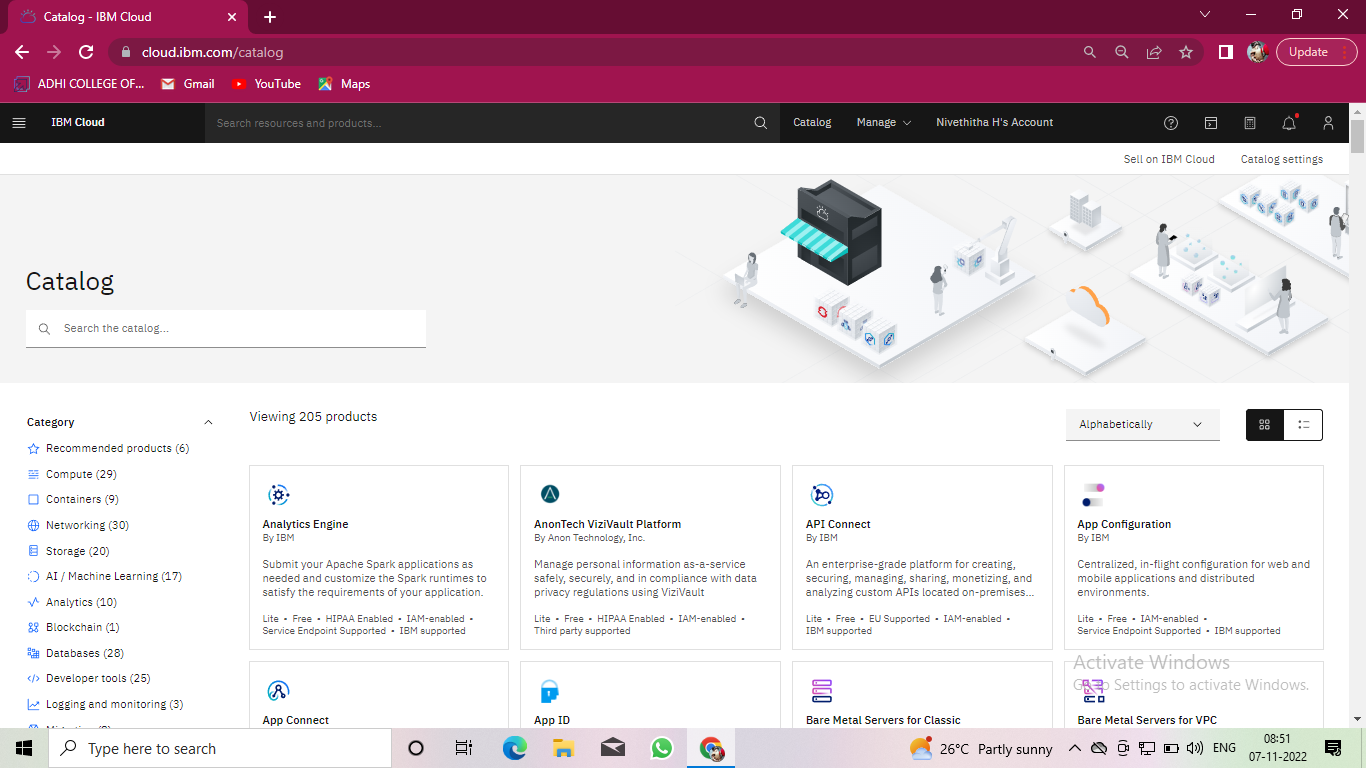 Catalog - IBM Cloud
cloud.ibm.com/catalog
Update
ADHI COLLEGE OF...
Gmail
YouTube
Maps
IBM Cloud
Search resources and products...
Catalog
Manage
Nivethitha H's Account
Sell on IBM Cloud
Catalog settings
Catalog
Search the catalog...
Category
Recommended products (6)
Compute (29)
Containers (9)
Networking (30)
Storage (20)
AI / Machine Learning (17)
Analytics (10)
Blockchain (1)
Databases (28)
Developer tools (25)
Logging and monitoring (3)
Viewing 205 products
Alphabetically
Analytics Engine
By IBM
Submit your Apache Spark applications as
needed and customize the Spark runtimes to
satisfy the requirements of your application.
Lite • Free • HIPAA Enabled • IAM-enabled •
Service Endpoint Supported • IBM supported
AnonTech ViziVault Platform
By Anon Technology, Inc.
Manage personal information as-a-service
safely, securely, and in compliance with data
privacy regulations using ViziVault
Lite • Free • HIPAA Enabled • IAM-enabled •
Third party supported
API Connect
By IBM
An enterprise-grade platform for creating,
securing, managing, sharing, monetizing, and
analyzing custom APIs located on-premises...
Lite • Free • EU Supported • IAM-enabled •
IBM supported
App Configuration
By IBM
Centralized, in-flight configuration for web and
mobile applications and distributed
environments.
Lite • Free • IAM-enabled •
Service Endpoint Supported • IBM supported
App Connect
App ID
Bare Metal Servers for Classic
Bare Metal Servers for VPC
Activate Windows
Go to Settings to activate Windows.
Type here to search
26°C Partly sunny
ENG
08:51
07-11-2022